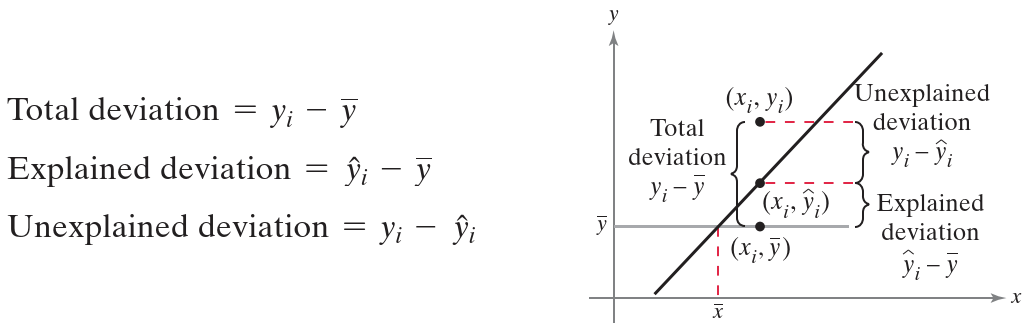 Total deviation = yᵢ − ȳ
Explained deviation = ŷᵢ − ȳ
Unexplained deviation = yᵢ − ŷᵢ
y
(xᵢ, yᵢ)
Unexplained
deviation
yᵢ − ŷᵢ
Total
deviation
yᵢ − ȳ
(xᵢ, ŷᵢ)
Explained
deviation
ŷᵢ − ȳ
ȳ
(xᵢ, ȳ)
x̄
x